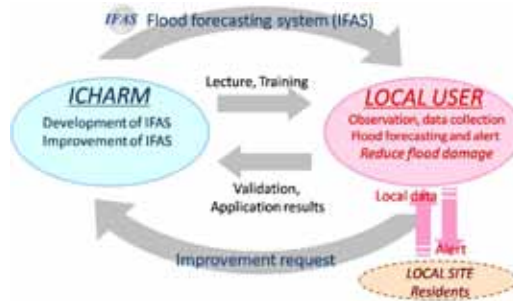 IFAS Flood forecasting system (IFAS)
Lecture, Training
ICHARM
Development of IFAS
Improvement of IFAS
LOCAL USER
Observation, data collection
Flood forecasting and alert
Reduce flood damage
Validation,
Application results
Local data
Improvement request
Alert
LOCAL SITE
Residents